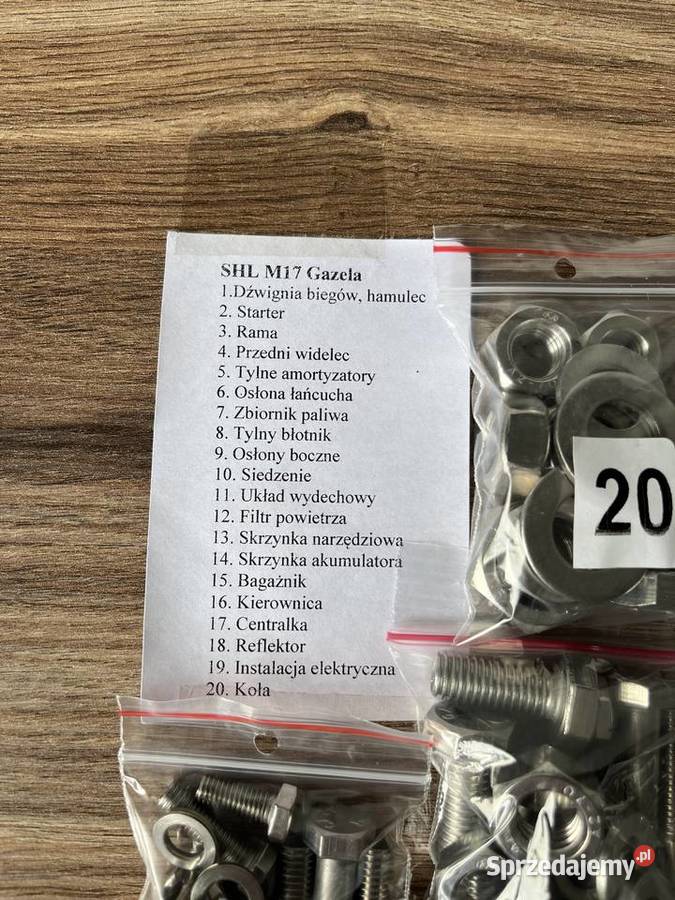 SHL M17 Gazela
1.Dźwignia biegów, hamulec
2. Starter
3. Rama
4. Przedni widelec
5. Tylne amortyzatory
6. Osłona łańcucha
7. Zbiornik paliwa
8. Tylny błotnik
9. Osłony boczne
10. Siedzenie
11. Układ wydechowy
12. Filtr powietrza
13. Skrzynka narzędziowa
14. Skrzynka akumulatora
15. Bagażnik
16. Kierownica
17. Centralka
18. Reflektor
19. Instalacja elektryczna
20. Koła
20
Sprzedajemy.pl